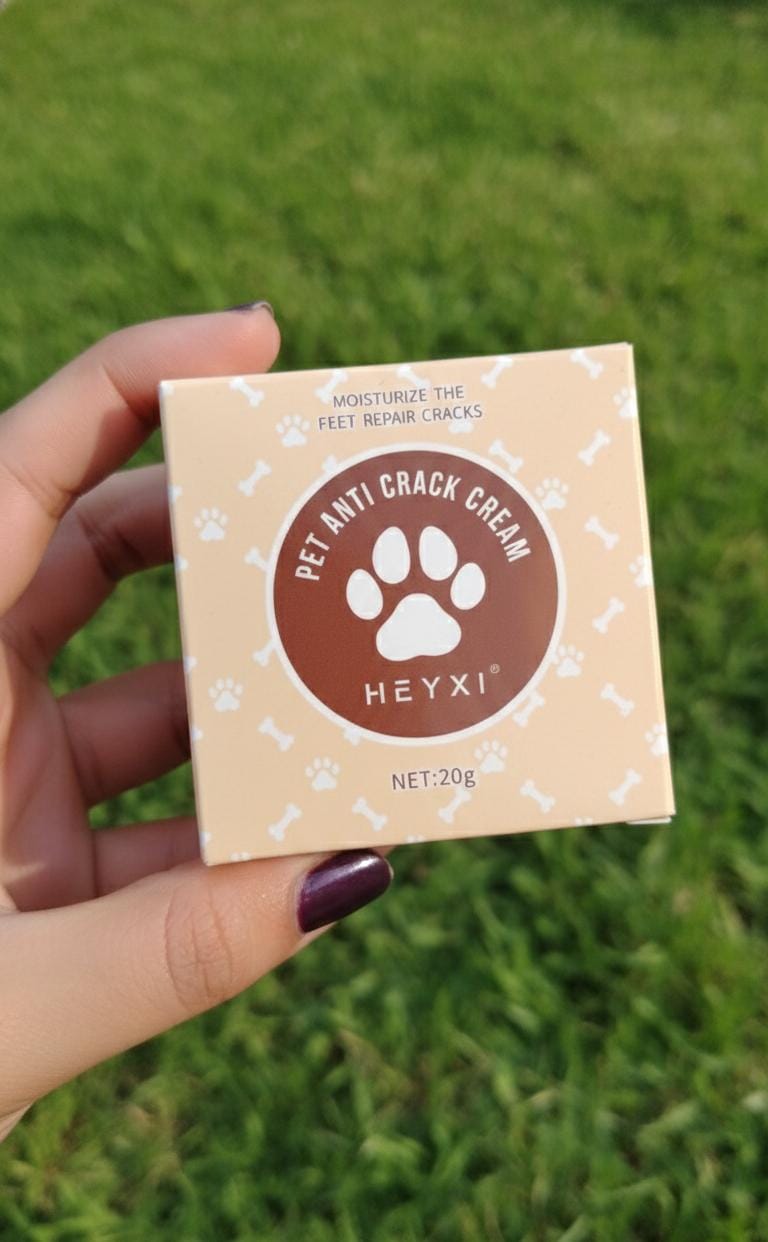 MOISTURIZE THE
FEET REPAIR CRACKS
PET ANTI CRACK CREAM
HEYXI®
NET:20g